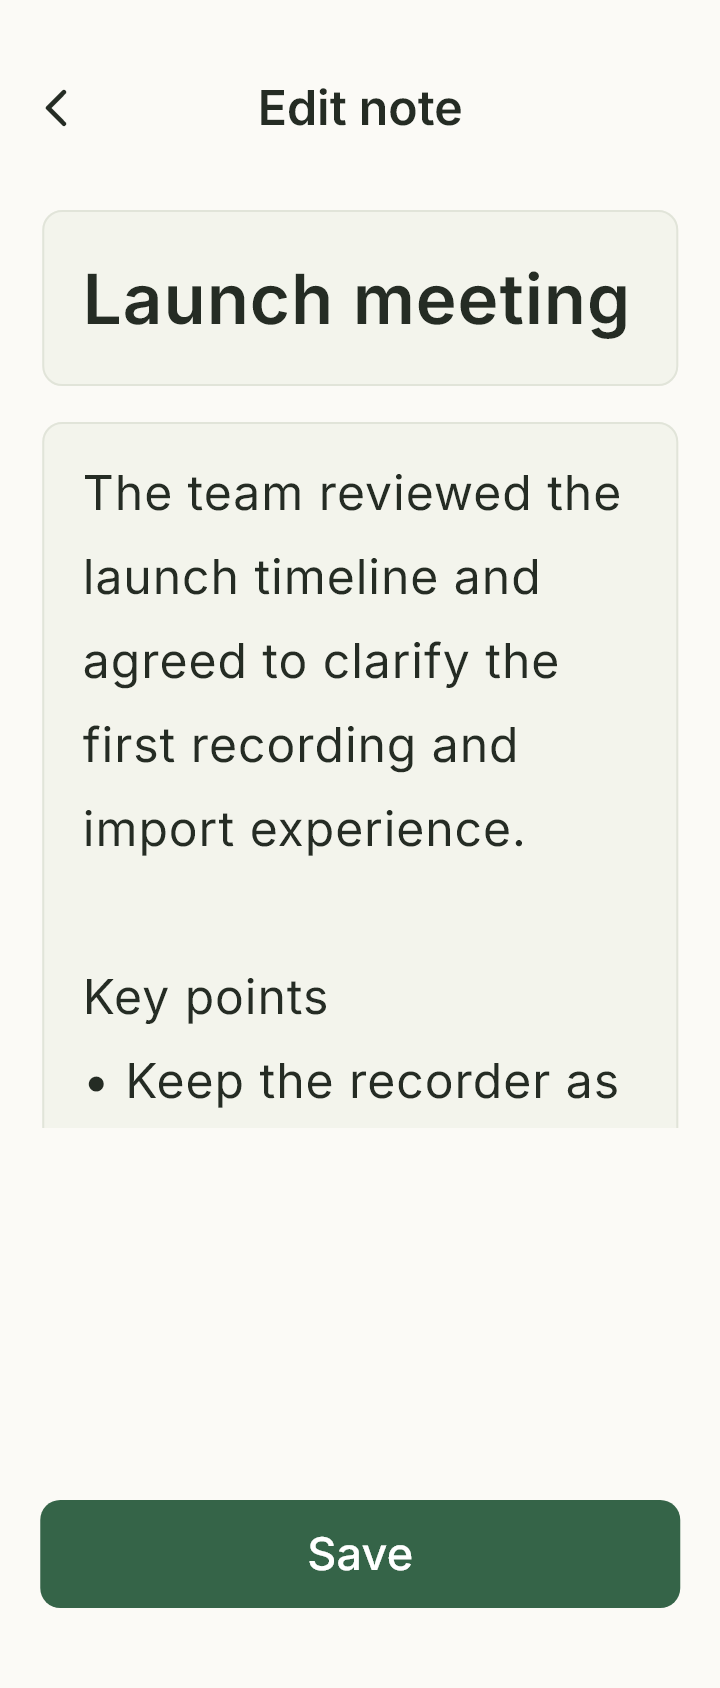 Edit note
Launch meeting
The team reviewed the
launch timeline and
agreed to clarify the
first recording and
import experience.
Key points
• Keep the recorder as
Save